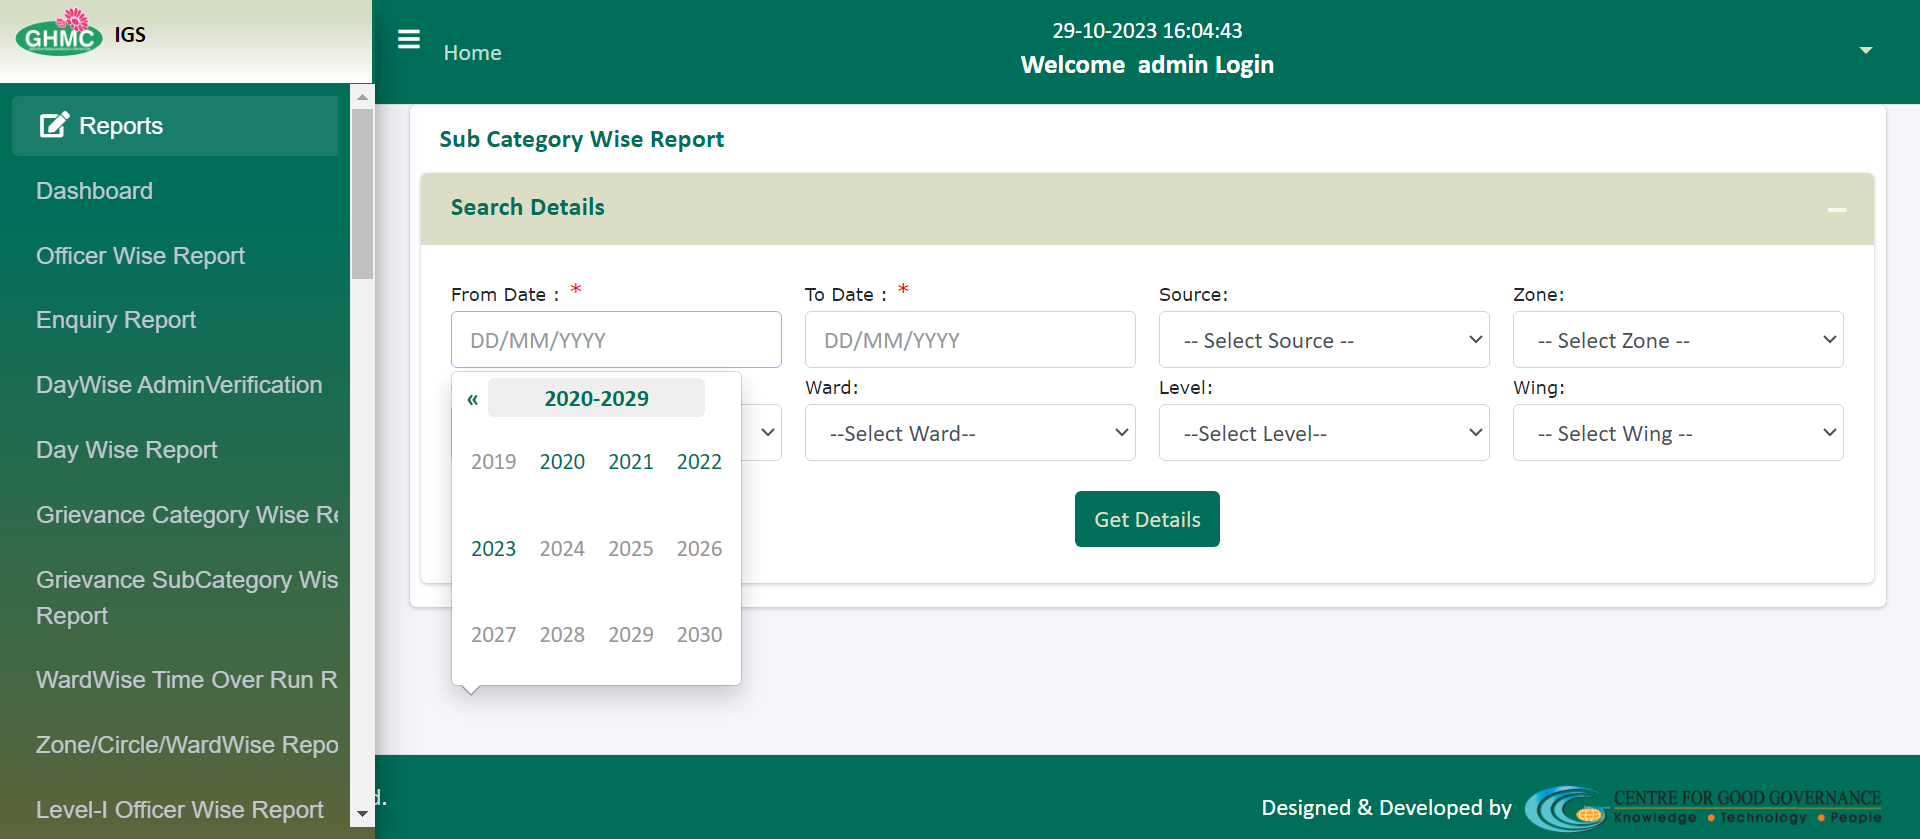 GHMC
IGS
Home
29-10-2023 16:04:43
Welcome admin Login
Reports
Dashboard
Officer Wise Report
Enquiry Report
DayWise AdminVerification
Day Wise Report
Grievance Category Wise Re
Grievance SubCategory Wis
Report
WardWise Time Over Run R
Zone/Circle/WardWise Repo
Level-I Officer Wise Report
Sub Category Wise Report
Search Details
From Date : *
To Date : *
Source:
Zone:
DD/MM/YYYY
DD/MM/YYYY
-- Select Source --
-- Select Zone --
Ward:
Level:
Wing:
--Select Ward--
--Select Level--
-- Select Wing --
« 2020-2029
2019 2020 2021 2022
2023 2024 2025 2026
2027 2028 2029 2030
Get Details
d.
Designed & Developed by
CENTRE FOR GOOD GOVERNANCE
Knowledge • Technology • People